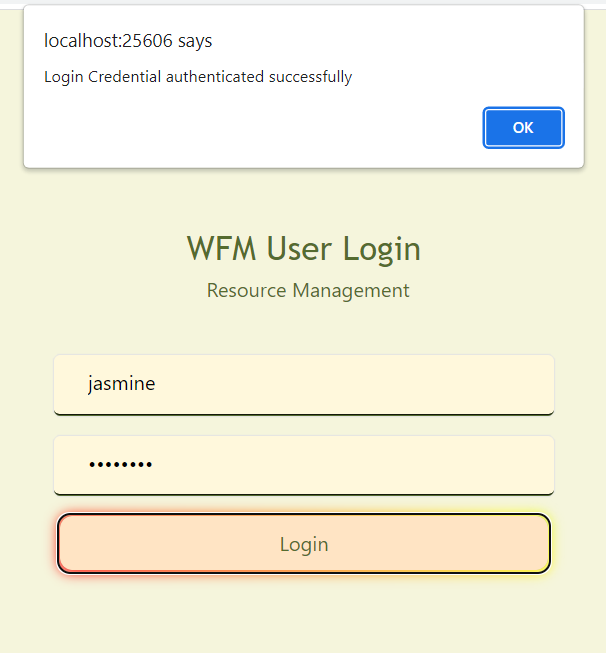 localhost:25606 says
Login Credential authenticated successfully
OK
WFM User Login
Resource Management
jasmine
••••••••
Login